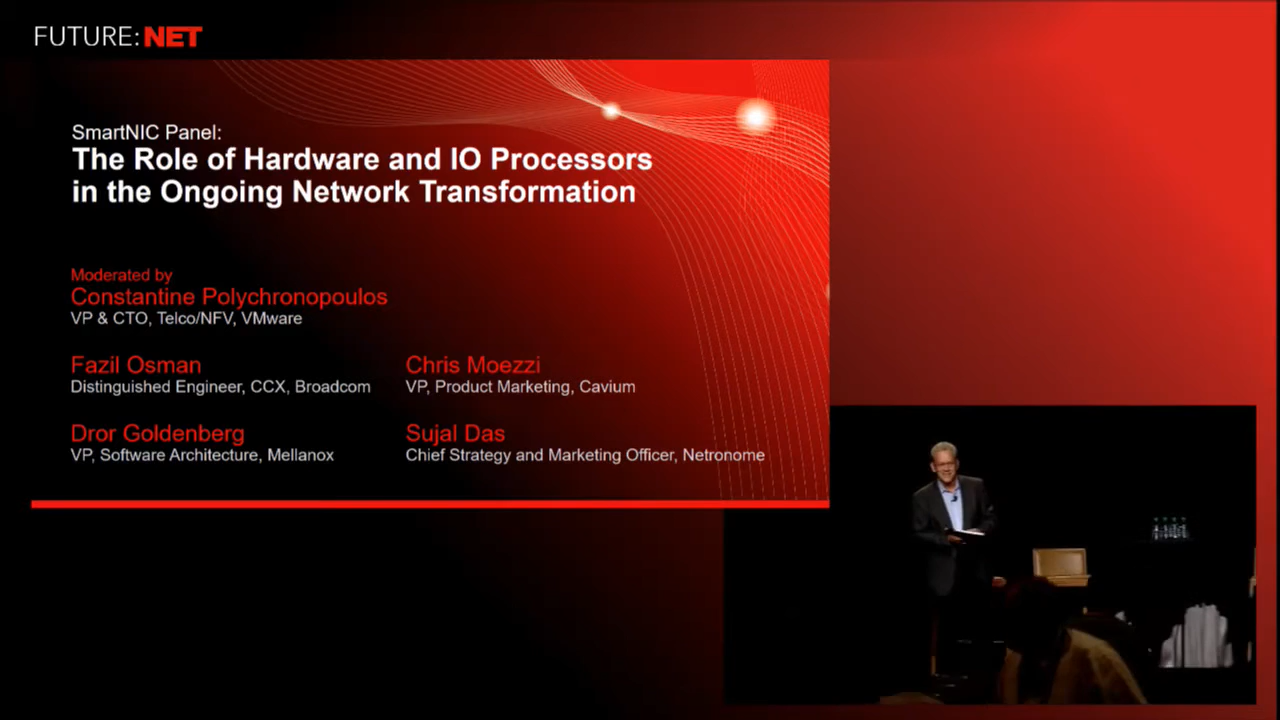 FUTURE:NET
SmartNIC Panel:
The Role of Hardware and IO Processors
in the Ongoing Network Transformation
Moderated by
Constantine Polychronopoulos
VP & CTO, Telco/NFV, VMware
Fazil Osman
Distinguished Engineer, CCX, Broadcom
Chris Moezzi
VP, Product Marketing, Cavium
Dror Goldenberg
VP, Software Architecture, Mellanox
Sujal Das
Chief Strategy and Marketing Officer, Netronome